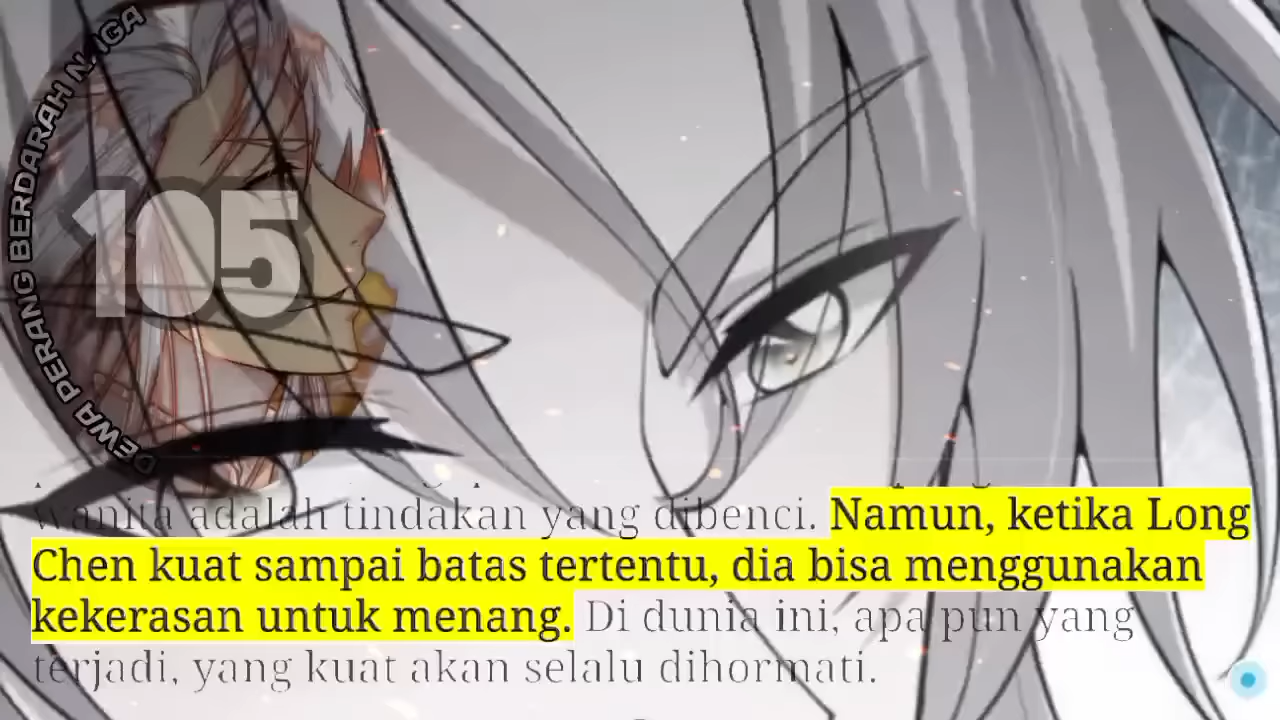 DEWA PERANG BERDARAH NAGA
105
wanita adalah tindakan yang dibenci. Namun, ketika Long
Chen kuat sampai batas tertentu, dia bisa menggunakan
kekerasan untuk menang. Di dunia ini, apa pun yang
terjadi, yang kuat akan selalu dihormati.